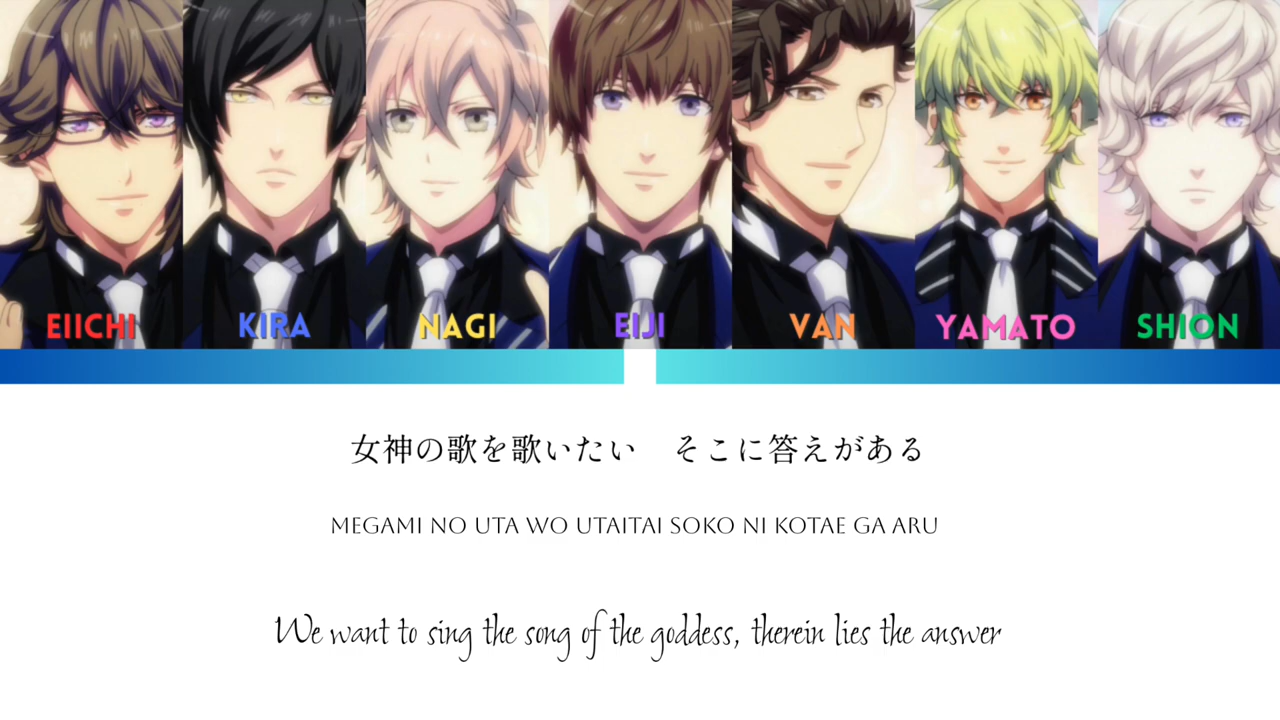 EIICHI KIRA NAGI EIJI VAN YAMATO SHION
女神の歌を歌いたい　そこに答えがある
MEGAMI NO UTA WO UTAITAI SOKO NI KOTAE GA ARU
We want to sing the song of the goddess, therein lies the answer